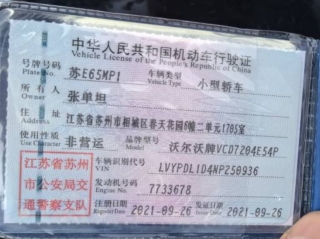 中华人民共和国机动车行驶证
Vehicle License of the People's Republic of China
号牌号码 苏E65MP1 车辆类型 小型轿车
Plate No. Vehicle Type
所有人 张单坦
Owner
住址 江苏省苏州市相城区春天花园6幢二单元1705室
Address
使用性质 非营运 品牌型号 沃尔沃牌VCD7204E54P
Use Character Model
江苏省苏州 车辆识别代号 LVYPDL1D4NP250936
VIN
市公安局交 发动机号码 7733678
Engine No.
通警察支队 注册日期 2021-09-26 发证日期 2021-09-26
Register Date Issue Date